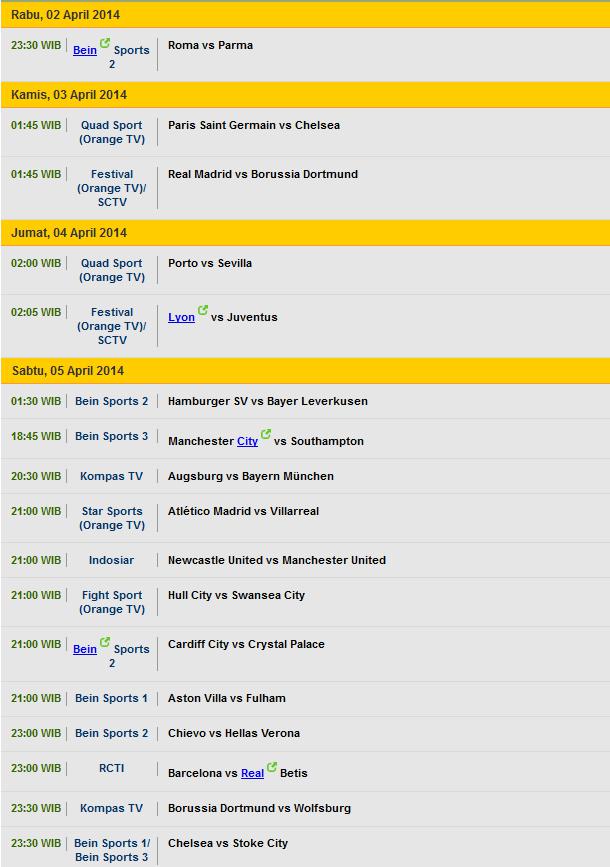 Rabu, 02 April 2014
23:30 WIB Bein Sports Roma vs Parma
2
Kamis, 03 April 2014
01:45 WIB Quad Sport Paris Saint Germain vs Chelsea
(Orange TV)
01:45 WIB Festival Real Madrid vs Borussia Dortmund
(Orange TV)/
SCTV
Jumat, 04 April 2014
02:00 WIB Quad Sport Porto vs Sevilla
(Orange TV)
02:05 WIB Festival Lyon vs Juventus
(Orange TV)/
SCTV
Sabtu, 05 April 2014
01:30 WIB Bein Sports 2 Hamburger SV vs Bayer Leverkusen
18:45 WIB Bein Sports 3 Manchester City vs Southampton
20:30 WIB Kompas TV Augsburg vs Bayern München
21:00 WIB Star Sports Atlético Madrid vs Villarreal
(Orange TV)
21:00 WIB Indosiar Newcastle United vs Manchester United
21:00 WIB Fight Sport Hull City vs Swansea City
(Orange TV)
21:00 WIB Bein Sports Cardiff City vs Crystal Palace
2
21:00 WIB Bein Sports 1 Aston Villa vs Fulham
23:00 WIB Bein Sports 2 Chievo vs Hellas Verona
23:00 WIB RCTI Barcelona vs Real Betis
23:30 WIB Kompas TV Borussia Dortmund vs Wolfsburg
23:30 WIB Bein Sports 1/ Chelsea vs Stoke City
Bein Sports 3